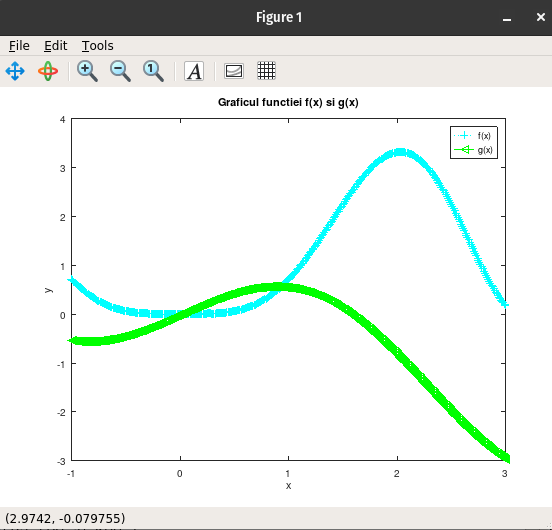 Figure 1
File Edit Tools
A
Graficul functiei f(x) si g(x)
f(x)
g(x)
4
3
2
1
0
-1
-2
-3
y
-1 0 1 2 3
x
(2.9742, -0.079755)